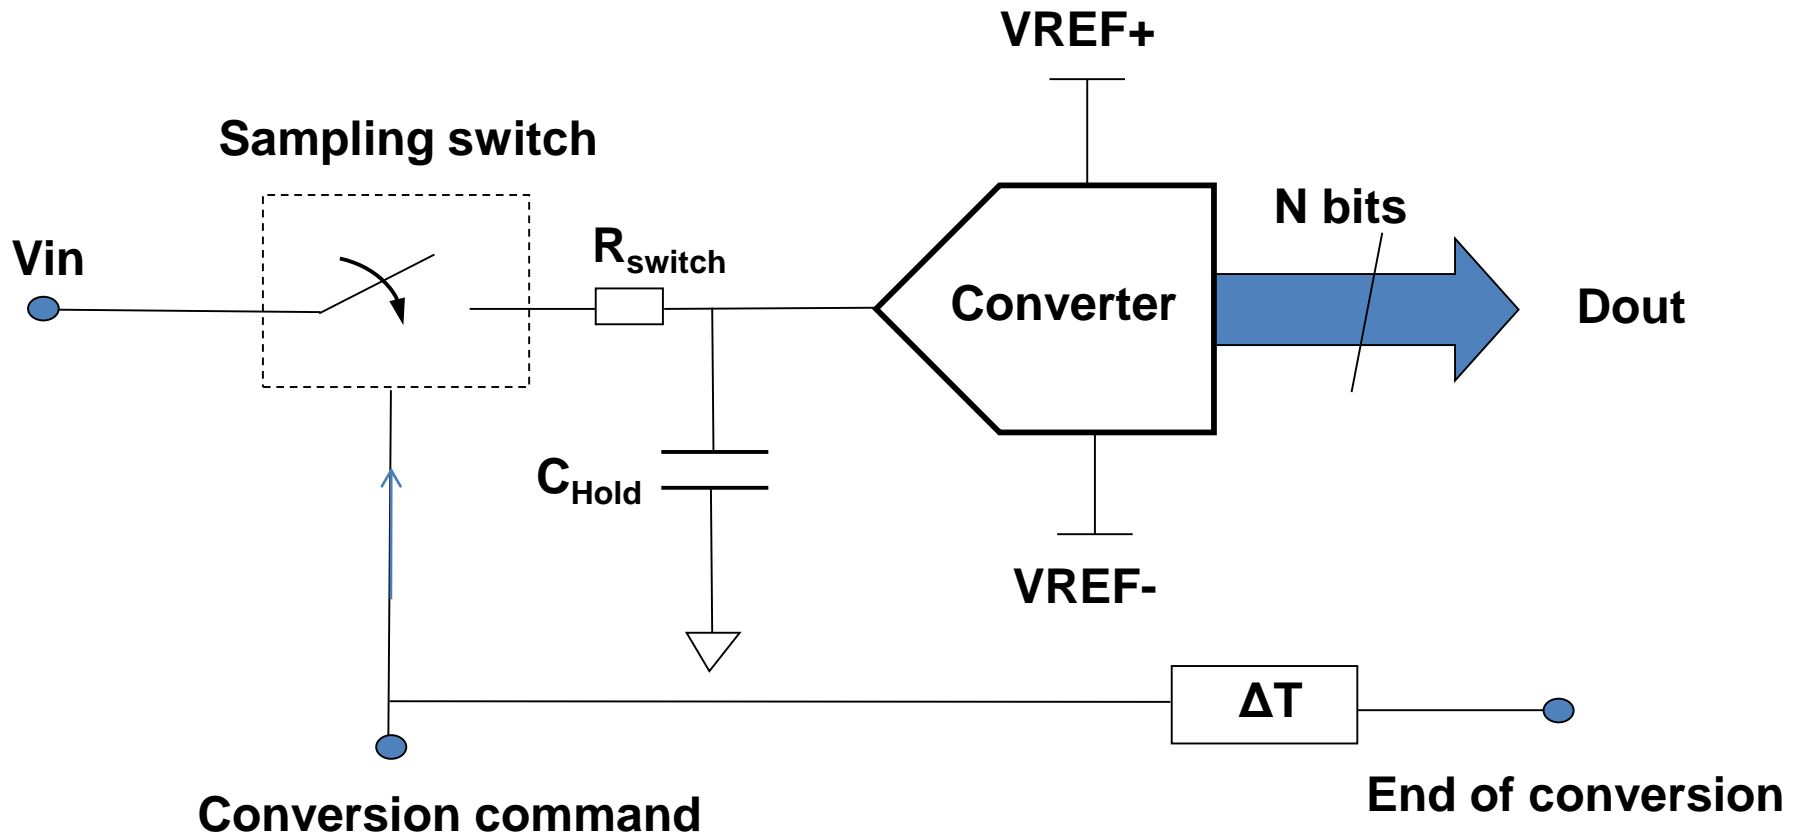 VREF+
Sampling switch
N bits
Vin
Rswitch
Converter
Dout
CHold
VREF-
ΔT
End of conversion
Conversion command